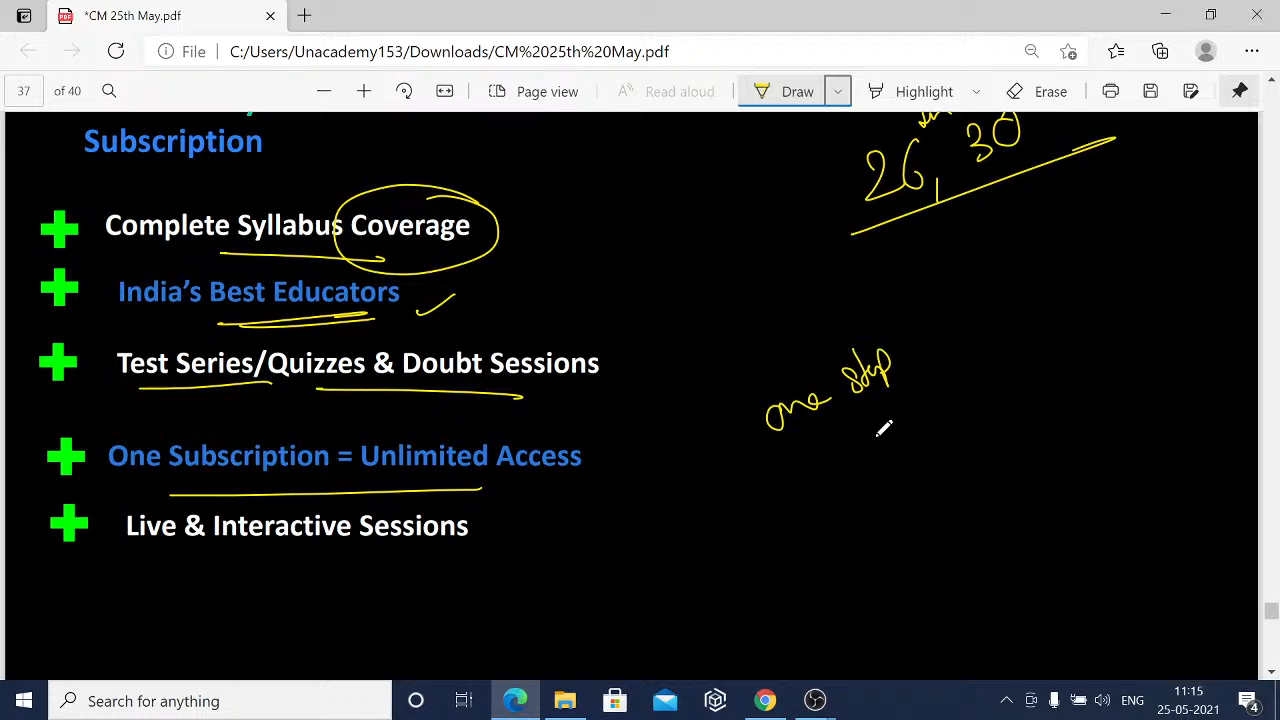 *CM 25th May.pdf
File C:/Users/Unacademy153/Downloads/CM%2025th%20May.pdf
37 of 40 Page view Read aloud Draw Highlight Erase
Subscription
26, 30
Complete Syllabus Coverage
India's Best Educators
Test Series/Quizzes & Doubt Sessions
one stop
One Subscription = Unlimited Access
Live & Interactive Sessions
Search for anything
ENG
11:15
25-05-2021
4